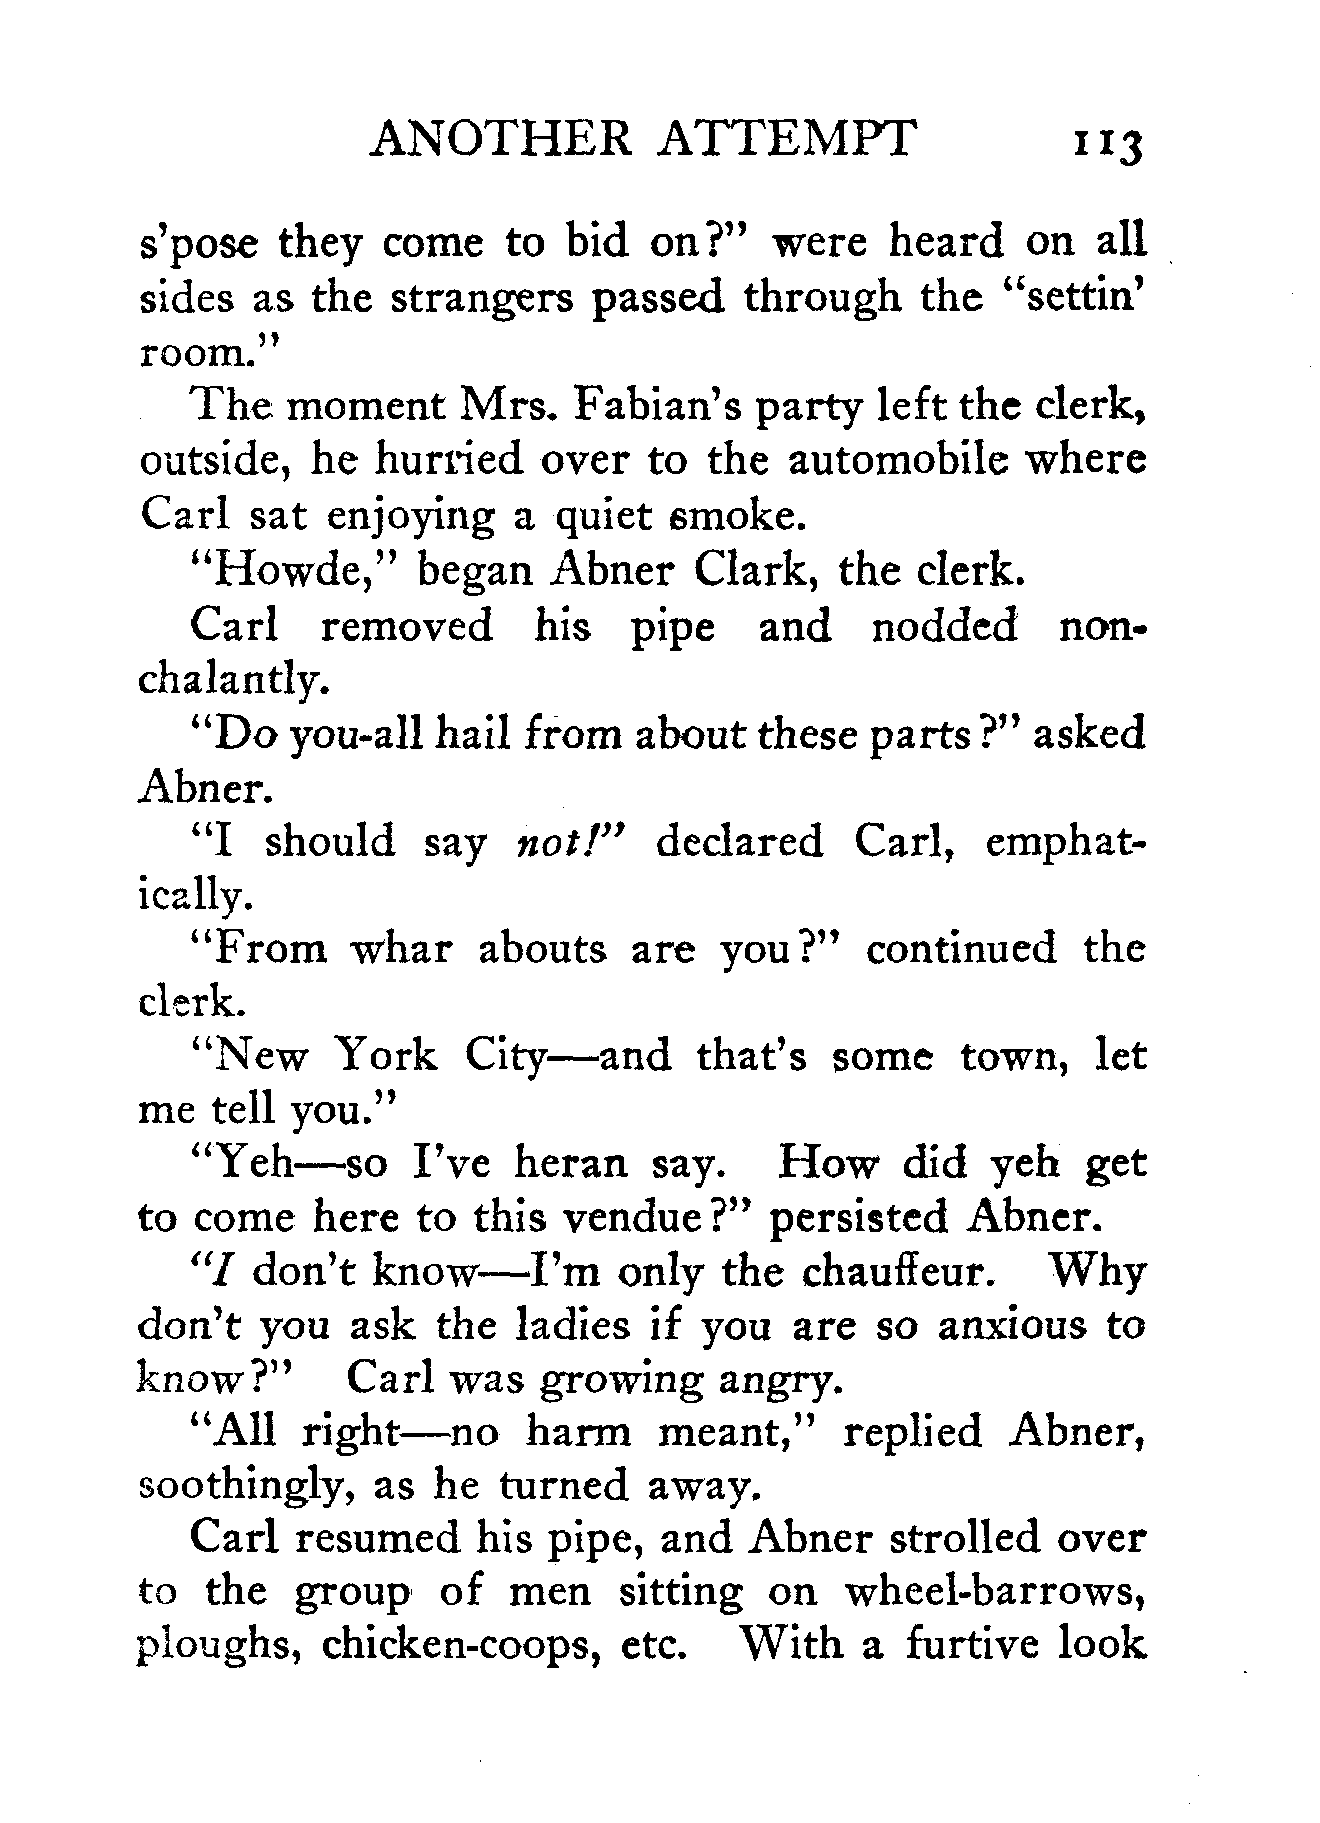 ANOTHER ATTEMPT 113
s'pose they come to bid on?" were heard on all
sides as the strangers passed through the "settin'
room."
The moment Mrs. Fabian's party left the clerk,
outside, he hurried over to the automobile where
Carl sat enjoying a quiet smoke.
"Howde," began Abner Clark, the clerk.
Carl removed his pipe and nodded non-
chalantly.
"Do you-all hail from about these parts?" asked
Abner.
"I should say not!" declared Carl, emphat-
ically.
"From whar abouts are you?" continued the
clerk.
"New York City—and that's some town, let
me tell you."
"Yeh—so I've heran say. How did yeh get
to come here to this vendue?" persisted Abner.
"I don't know—I'm only the chauffeur. Why
don't you ask the ladies if you are so anxious to
know?" Carl was growing angry.
"All right—no harm meant," replied Abner,
soothingly, as he turned away.
Carl resumed his pipe, and Abner strolled over
to the group of men sitting on wheel-barrows,
ploughs, chicken-coops, etc. With a furtive look